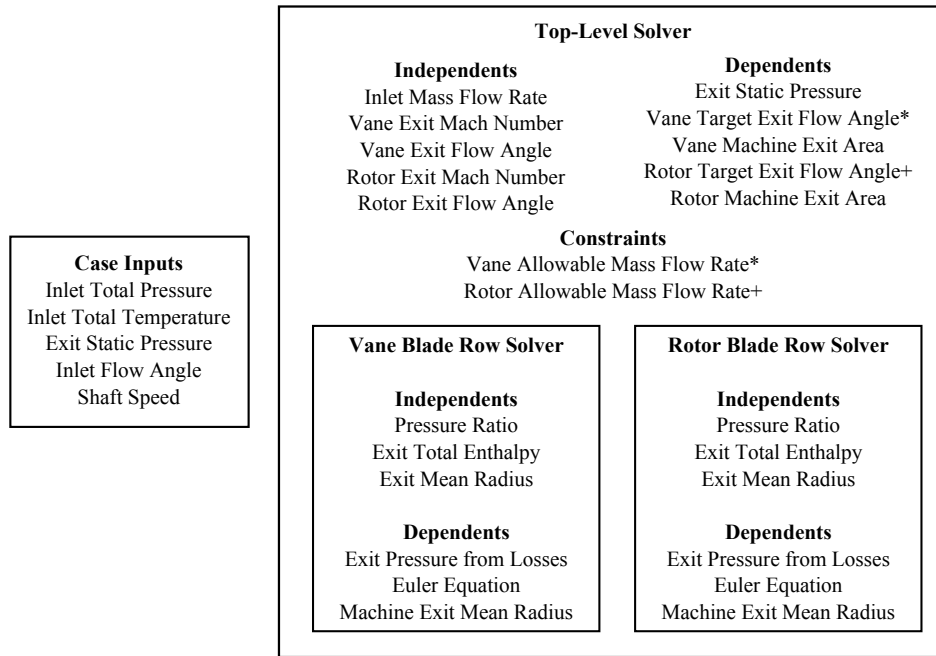 Case Inputs
Inlet Total Pressure
Inlet Total Temperature
Exit Static Pressure
Inlet Flow Angle
Shaft Speed
Top-Level Solver
Independents
Inlet Mass Flow Rate
Vane Exit Mach Number
Vane Exit Flow Angle
Rotor Exit Mach Number
Rotor Exit Flow Angle
Dependents
Exit Static Pressure
Vane Target Exit Flow Angle*
Vane Machine Exit Area
Rotor Target Exit Flow Angle+
Rotor Machine Exit Area
Constraints
Vane Allowable Mass Flow Rate*
Rotor Allowable Mass Flow Rate+
Vane Blade Row Solver
Independents
Pressure Ratio
Exit Total Enthalpy
Exit Mean Radius
Dependents
Exit Pressure from Losses
Euler Equation
Machine Exit Mean Radius
Rotor Blade Row Solver
Independents
Pressure Ratio
Exit Total Enthalpy
Exit Mean Radius
Dependents
Exit Pressure from Losses
Euler Equation
Machine Exit Mean Radius